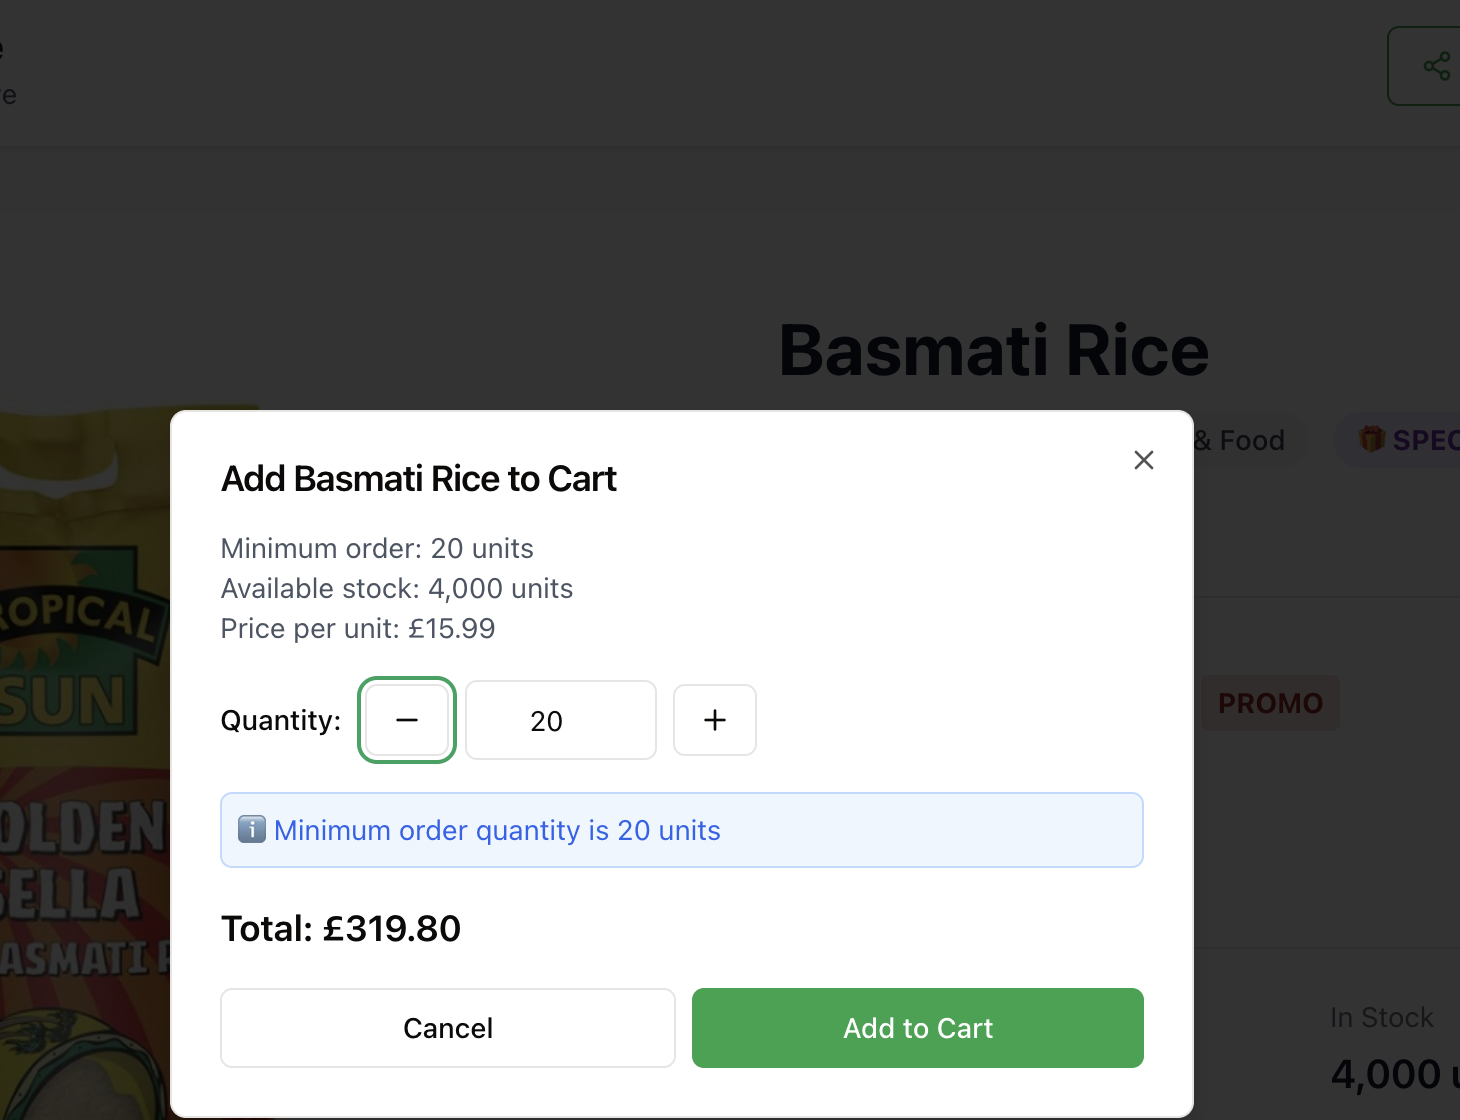 Basmati Rice
& Food
🎁 SPEC
Add Basmati Rice to Cart
Minimum order: 20 units
Available stock: 4,000 units
Price per unit: £15.99
Quantity:
20
PROMO
ℹ️ Minimum order quantity is 20 units
Total: £319.80
Cancel
Add to Cart
In Stock
4,000 u
ROPICAL
SUN
OLDEN
SELLA
ASMATI R